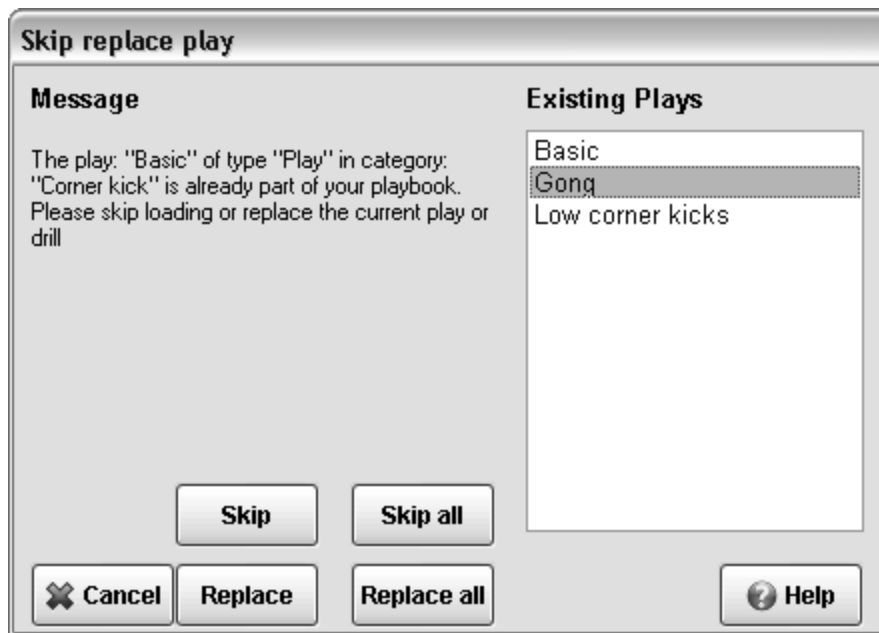 Skip replace play
Message
The play: "Basic" of type "Play" in category:
"Corner kick" is already part of your playbook.
Please skip loading or replace the current play or
drill
Existing Plays
Basic
Gong
Low corner kicks
Skip
Skip all
Cancel
Replace
Replace all
Help